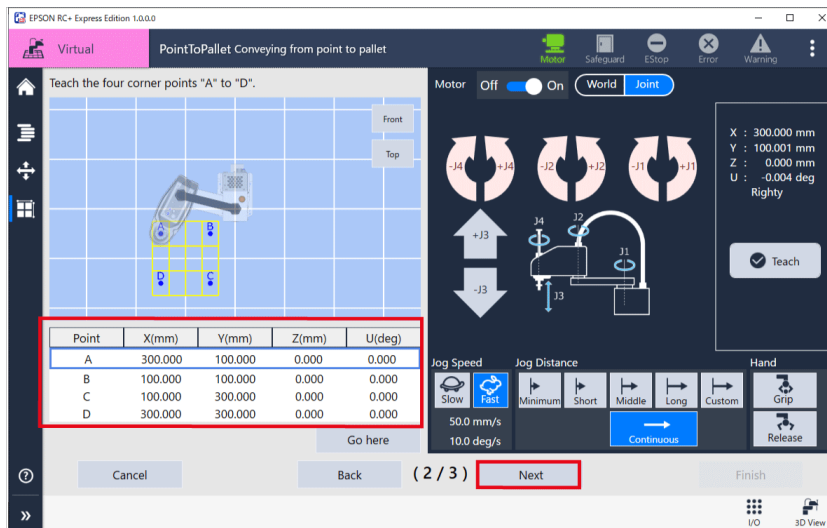 EPSON RC+ Express Edition 1.0.0.0
Virtual
PointToPallet Conveying from point to pallet
Motor
Safeguard
EStop
Error
Warning
Teach the four corner points "A" to "D".
Front
Top
A
B
D
C
Point X(mm) Y(mm) Z(mm) U(deg)
A 300.000 100.000 0.000 0.000
B 100.000 100.000 0.000 0.000
C 100.000 300.000 0.000 0.000
D 300.000 300.000 0.000 0.000
Go here
Motor Off On World Joint
-J4 +J4 -J2 +J2 -J1 +J1
+J3
-J3
J4 J2
J1
J3
X : 300.000 mm
Y : 100.001 mm
Z : 0.000 mm
U : -0.004 deg
Righty
Teach
Jog Speed
Slow Fast
50.0 mm/s
10.0 deg/s
Jog Distance
Minimum Short Middle Long Custom
Continuous
Hand
Grip
Release
Cancel Back ( 2 / 3 ) Next Finish
I/O 3D View